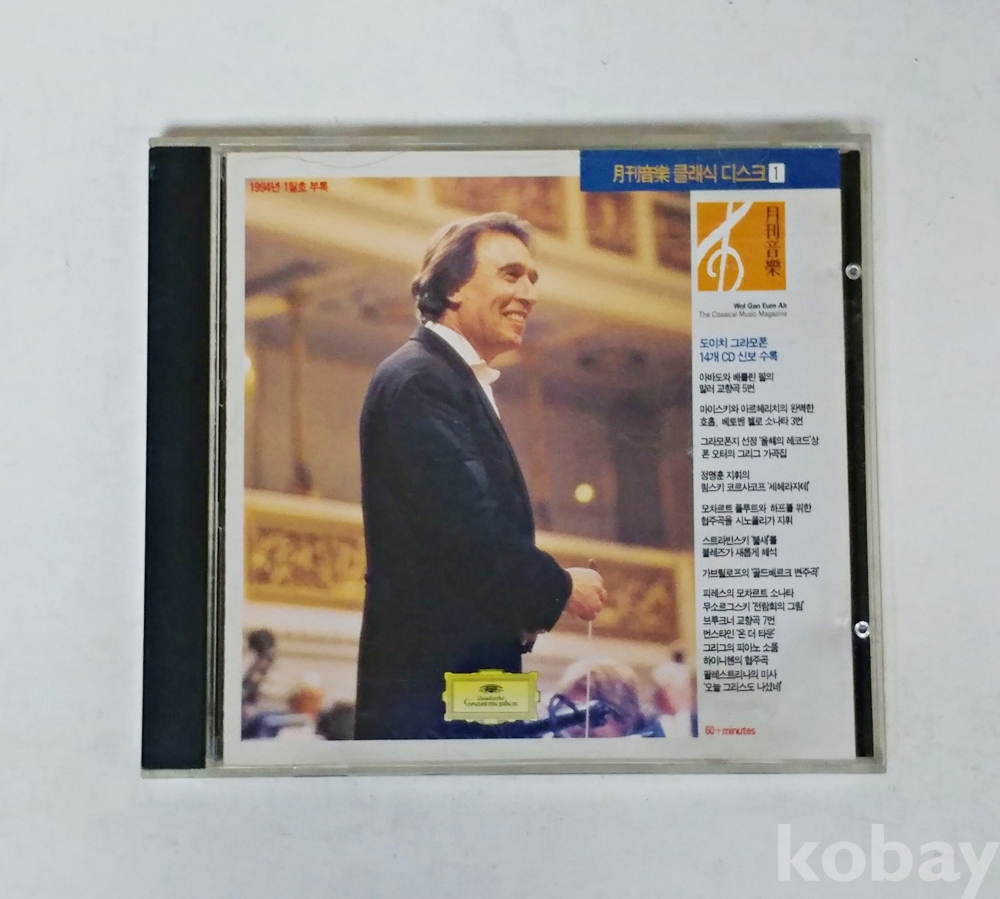 1994년 1월호 부록
月刊音樂 클래식 디스크 1
月刊音樂
Wol Gan Eum Ak
The Classical Music Magazine
도이치 그라모폰
14개 CD 신보 수록
아바도와 베를린 필의
말러 교향곡 5번
마이스키와 아르헤리치의 완벽한
호흡, 베토벤 첼로 소나타 3번
그라모폰지 선정 '올해의 레코드'상
폰 오터의 그리그 가곡집
정명훈 지휘의
림스키 코르사코프 '세헤라자데'
모차르트 플루트와 하프를 위한
협주곡을 시노폴리가 지휘
스트라빈스키 '불새'를
불레즈가 새롭게 해석
가브릴로프의 '골드베르크 변주곡'
피레스의 모차르트 소나타
무소르그스키 '전람회의 그림'
브루크너 교향곡 7번
번스타인 '온 더 타운'
그리그의 피아노 소품
하이니헨의 협주곡
팔레스트리나의 미사
'오늘 그리스도 나셨네'
60+minutes
Deutsche
Grammophon
kobay